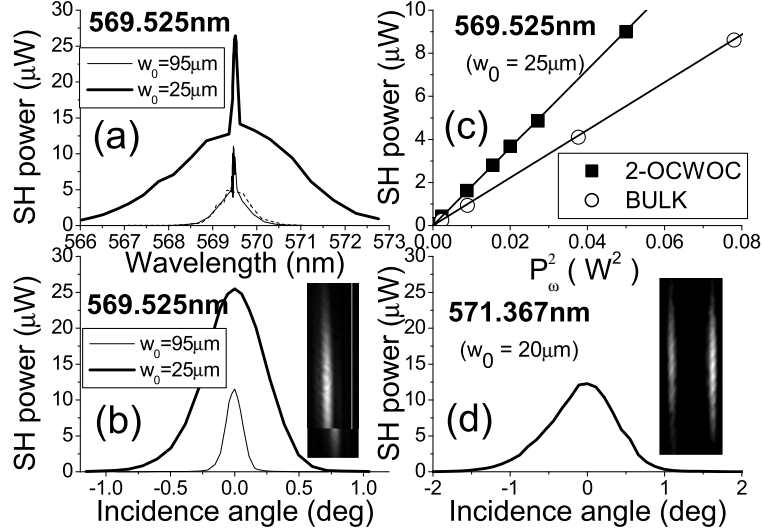 569.525nm
w₀=95μm
w₀=25μm
(a)
SH power (μW)
30
25
20
15
10
5
0
566 567 568 569 570 571 572 573
Wavelength (nm)
569.525nm
(w₀ = 25μm)
(c)
2-OCWOC
BULK
SH power (μW)
10
8
6
4
2
0
0.00 0.02 0.04 0.06 0.08
P²ω ( W² )
569.525nm
w₀=95μm
w₀=25μm
(b)
SH power (μW)
30
25
20
15
10
5
0
-1.0 -0.5 0.0 0.5 1.0
Incidence angle (deg)
571.367nm
(w₀ = 20μm)
(d)
SH power (μW)
30
25
20
15
10
5
0
-2 -1 0 1 2
Incidence angle (deg)